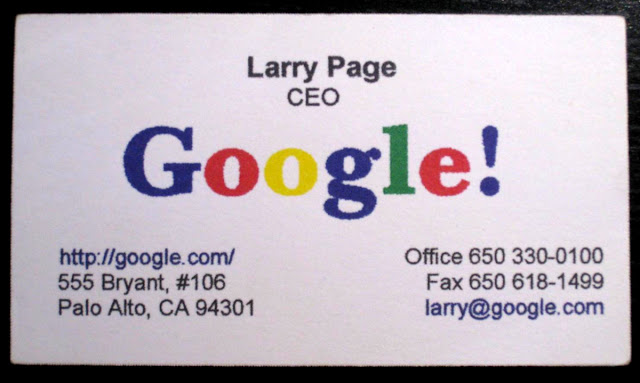 Larry Page
CEO
Google!
http://google.com/
555 Bryant, #106
Palo Alto, CA 94301
Office 650 330-0100
Fax 650 618-1499
larry@google.com